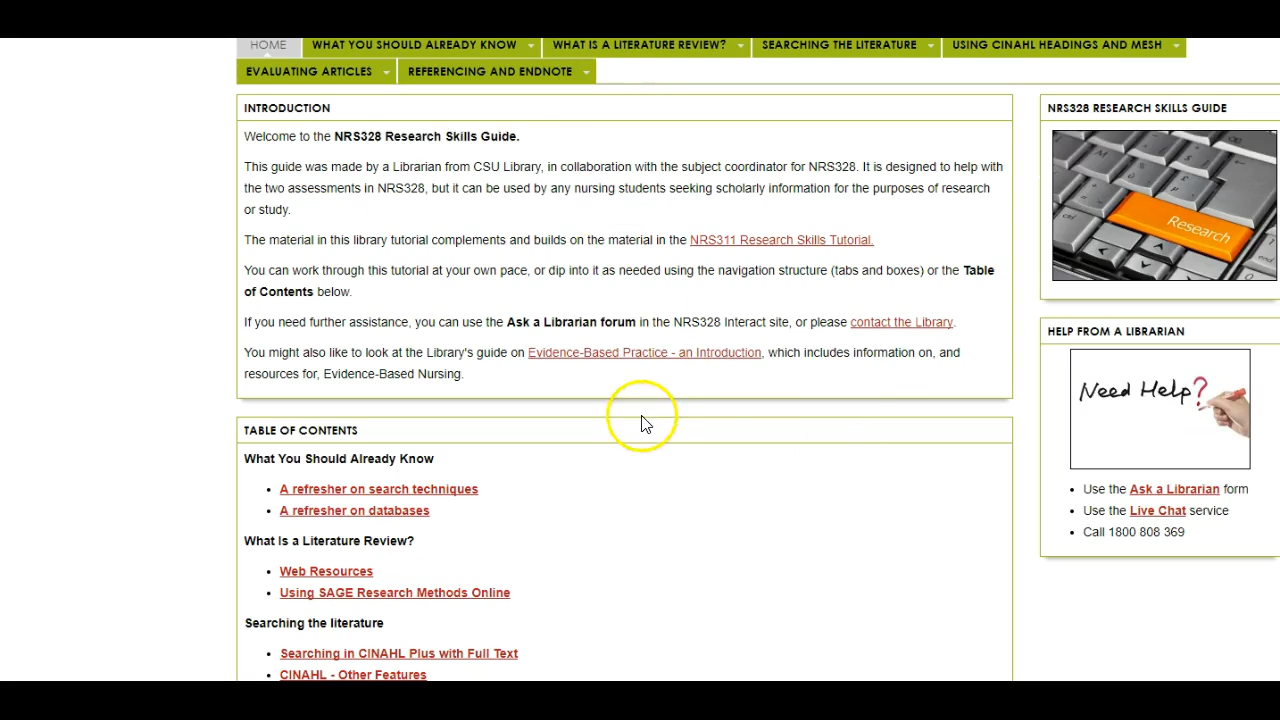 HOME WHAT YOU SHOULD ALREADY KNOW WHAT IS A LITERATURE REVIEW? SEARCHING THE LITERATURE USING CINAHL HEADINGS AND MESH
EVALUATING ARTICLES REFERENCING AND ENDNOTE
INTRODUCTION
Welcome to the NRS328 Research Skills Guide.
This guide was made by a Librarian from CSU Library, in collaboration with the subject coordinator for NRS328. It is designed to help with
the two assessments in NRS328, but it can be used by any nursing students seeking scholarly information for the purposes of research
or study.
The material in this library tutorial complements and builds on the material in the NRS311 Research Skills Tutorial.
You can work through this tutorial at your own pace, or dip into it as needed using the navigation structure (tabs and boxes) or the Table
of Contents below.
If you need further assistance, you can use the Ask a Librarian forum in the NRS328 Interact site, or please contact the Library.
You might also like to look at the Library's guide on Evidence-Based Practice - an Introduction, which includes information on, and
resources for, Evidence-Based Nursing.
TABLE OF CONTENTS
What You Should Already Know
• A refresher on search techniques
• A refresher on databases
What Is a Literature Review?
• Web Resources
• Using SAGE Research Methods Online
Searching the literature
• Searching in CINAHL Plus with Full Text
• CINAHL - Other Features
NRS328 RESEARCH SKILLS GUIDE
Research
HELP FROM A LIBRARIAN
Need Help?
• Use the Ask a Librarian form
• Use the Live Chat service
• Call 1800 808 369